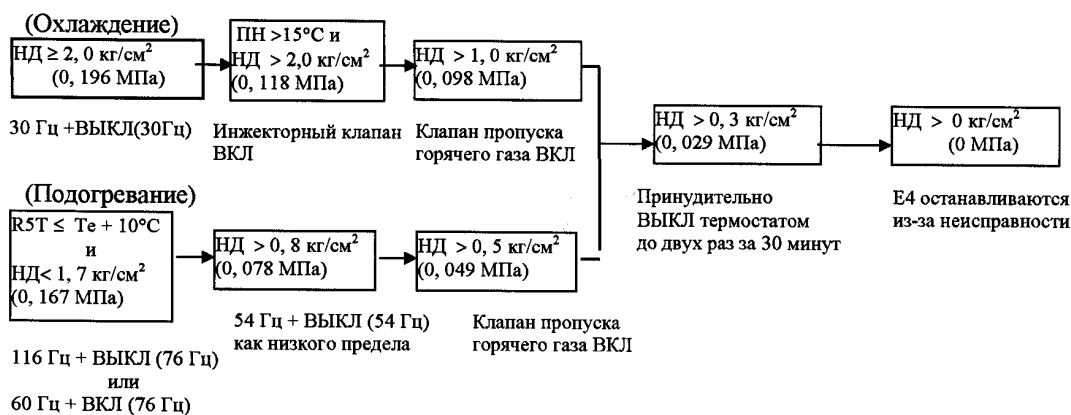 (Охлаждение)
НД ≥ 2, 0 кг/см²
(0, 196 МПа)
30 Гц +ВЫКЛ(30Гц)
ПН >15°С и
НД > 2,0 кг/см²
(0, 118 МПа)
Инжекторный клапан
ВКЛ
НД > 1, 0 кг/см²
(0, 098 МПа)
Клапан пропуска
горячего газа ВКЛ
(Подогревание)
R5T ≤ Te + 10°C
и
НД< 1, 7 кг/см²
(0, 167 МПа)
116 Гц + ВЫКЛ (76 Гц)
или
60 Гц + ВКЛ (76 Гц)
НД > 0, 8 кг/см²
(0, 078 МПа)
54 Гц + ВЫКЛ (54 Гц)
как низкого предела
НД > 0, 5 кг/см²
(0, 049 МПа)
Клапан пропуска
горячего газа ВКЛ
НД > 0, 3 кг/см²
(0, 029 МПа)
Принудительно
ВЫКЛ термостатом
до двух раз за 30 минут
НД > 0 кг/см²
(0 МПа)
Е4 останавливаются
из-за неисправности